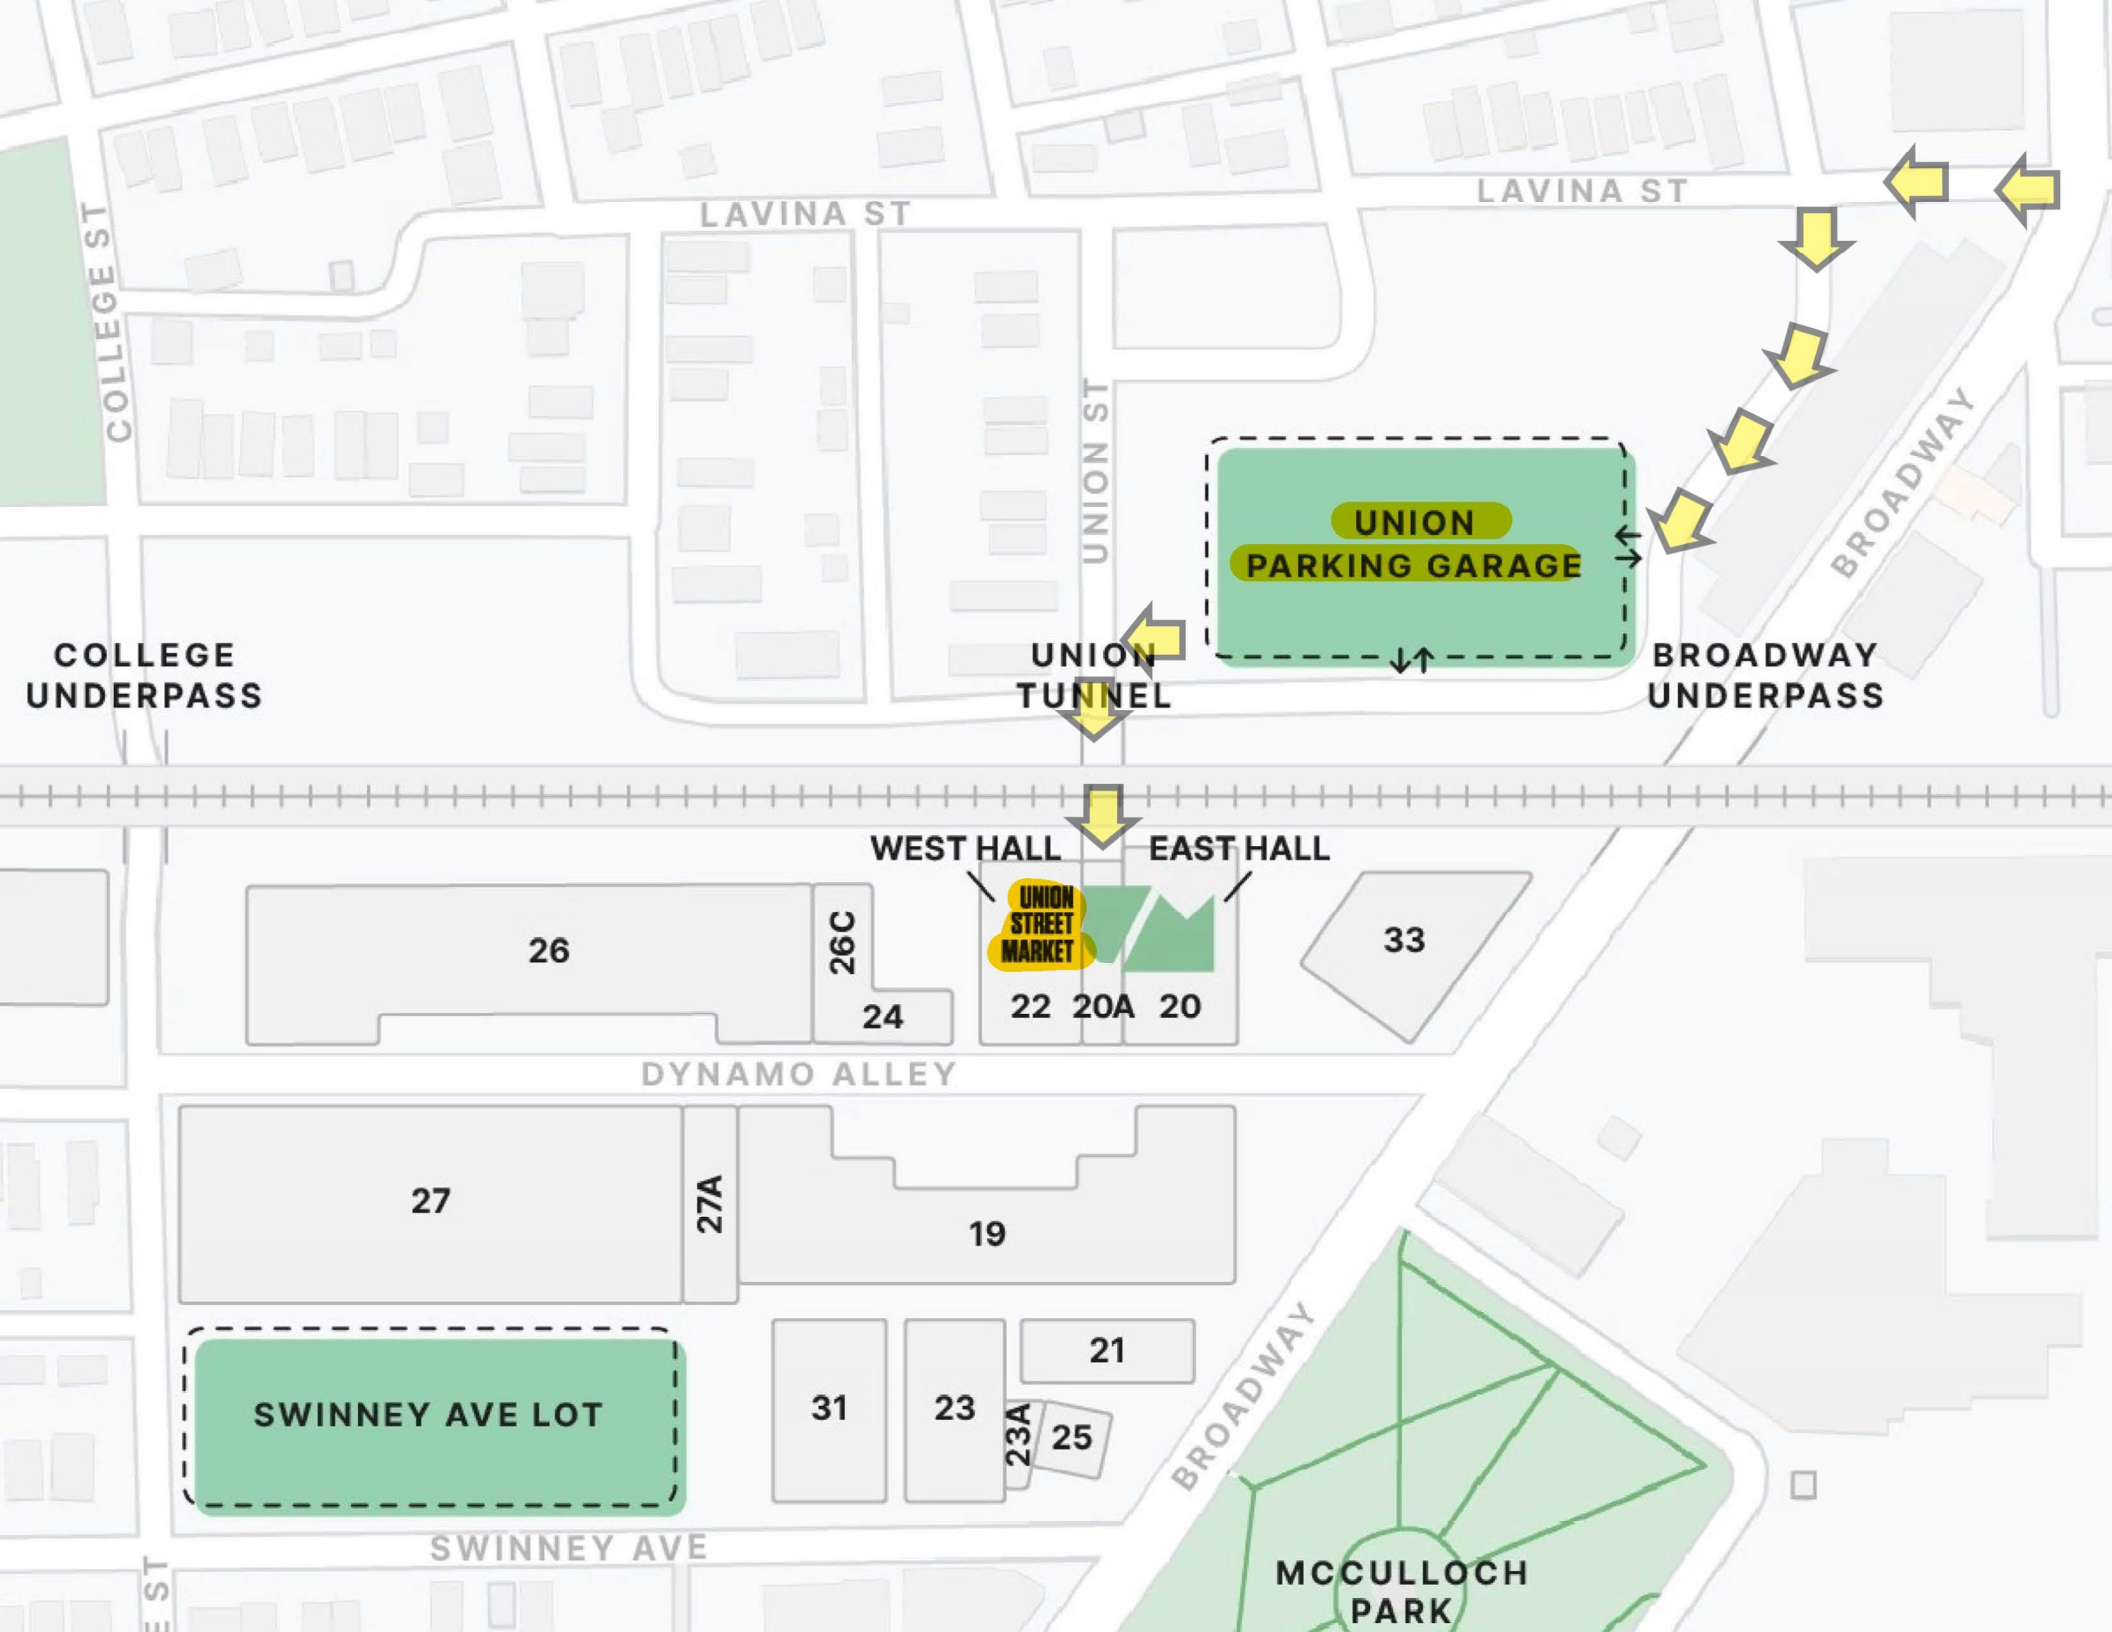 LAVINA ST
LAVINA ST
COLLEGE ST
UNION ST
BROADWAY
UNION
PARKING GARAGE
COLLEGE
UNDERPASS
UNION
TUNNEL
BROADWAY
UNDERPASS
WEST HALL
EAST HALL
UNION
STREET
MARKET
26
26C
24
22
20A
20
33
DYNAMO ALLEY
27
27A
19
SWINNEY AVE LOT
31
23
23A
21
25
BROADWAY
SWINNEY AVE
E ST
MCCULLOCH
PARK